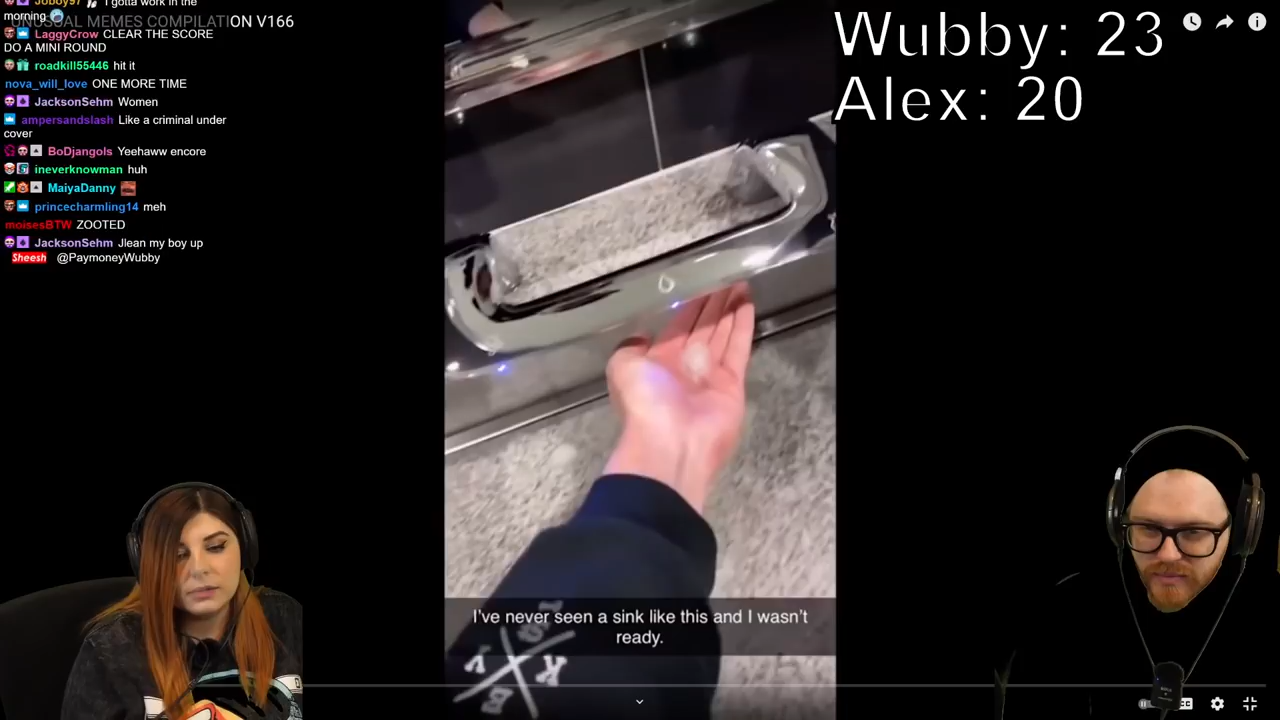 UNUSUAL MEMES COMPILATION V166
Jobby97 I gotta work in the
morning
LaggyCrow CLEAR THE SCORE
DO A MINI ROUND
roadkill55446 hit it
nova_will_love ONE MORE TIME
JacksonSehm Women
ampersandslash Like a criminal under
cover
BoDjangols Yeehaww encore
ineverknowman huh
MaiyaDanny
princecharming14 meh
moisesBTW ZOOTED
JacksonSehm Jlean my boy up
Sheesh @PaymoneyWubby
Wubby: 23
Alex: 20
I've never seen a sink like this and I wasn't
ready.